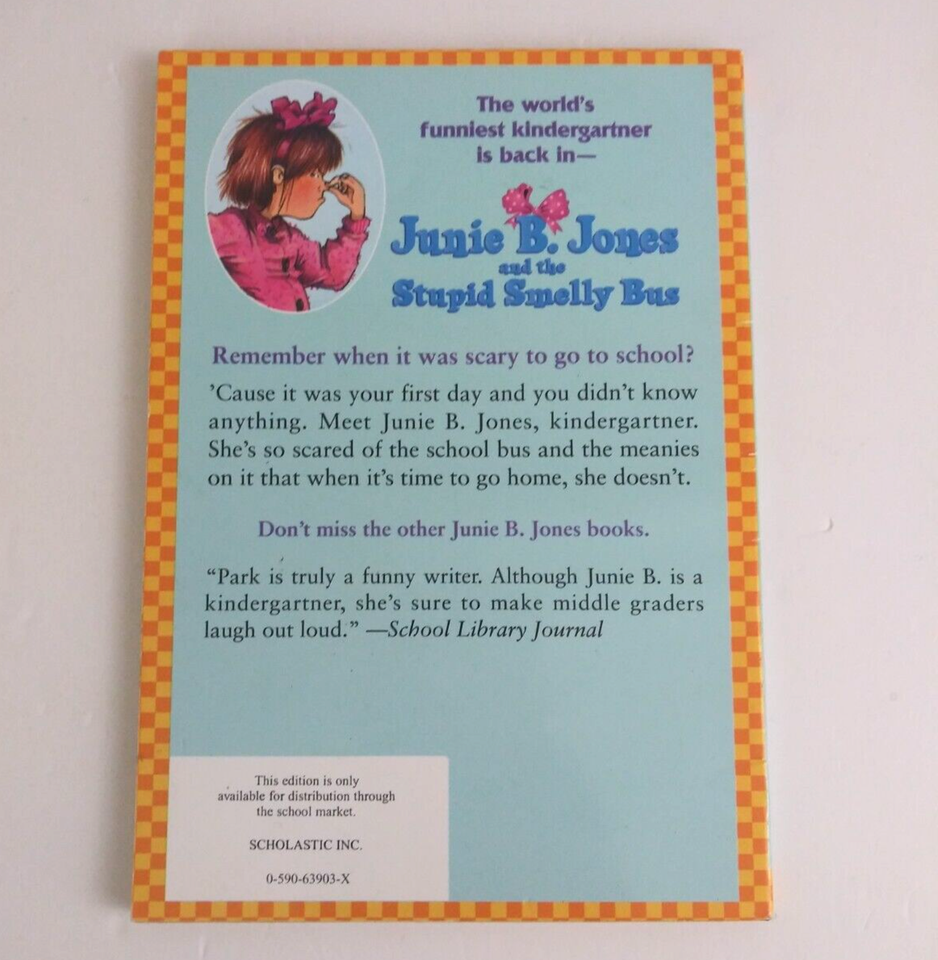 The world's
funniest kindergartner
is back in—
Junie B. Jones
and the
Stupid Smelly Bus
Remember when it was scary to go to school?
'Cause it was your first day and you didn't know
anything. Meet Junie B. Jones, kindergartner.
She's so scared of the school bus and the meanies
on it that when it's time to go home, she doesn't.
Don't miss the other Junie B. Jones books.
“Park is truly a funny writer. Although Junie B. is a
kindergartner, she's sure to make middle graders
laugh out loud.” —School Library Journal
This edition is only
available for distribution through
the school market.
SCHOLASTIC INC.
0-590-63903-X